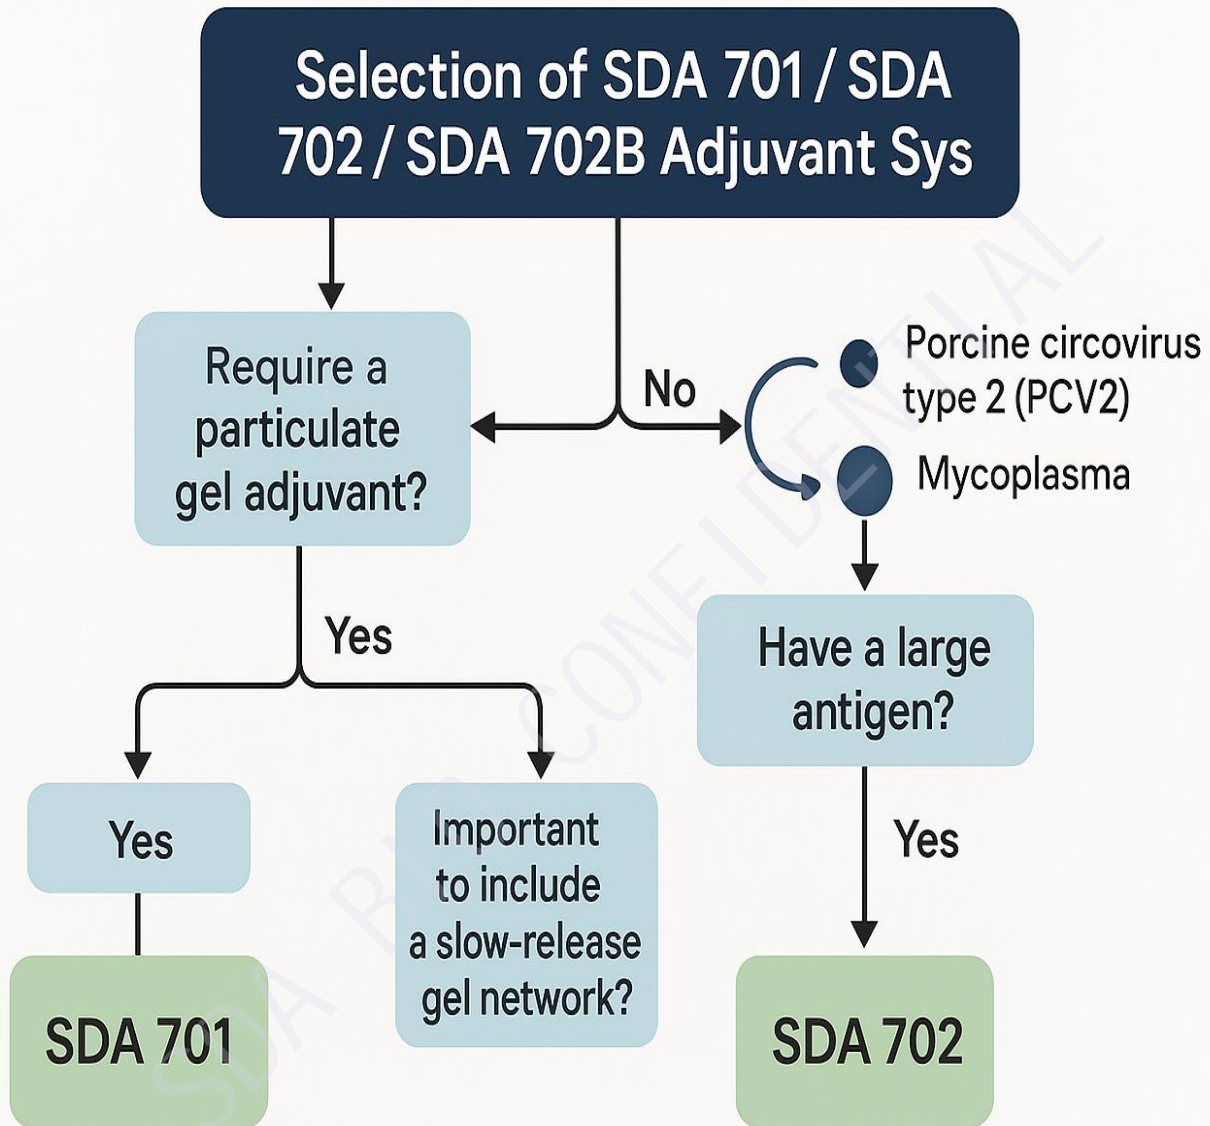 Selection of SDA 701 / SDA
702 / SDA 702B Adjuvant Sys
Require a
particulate
gel adjuvant?
No
Porcine circovirus
type 2 (PCV2)
Mycoplasma
Yes
Have a large
antigen?
Yes
Important
to include
a slow-release
gel network?
Yes
SDA 701
SDA 702